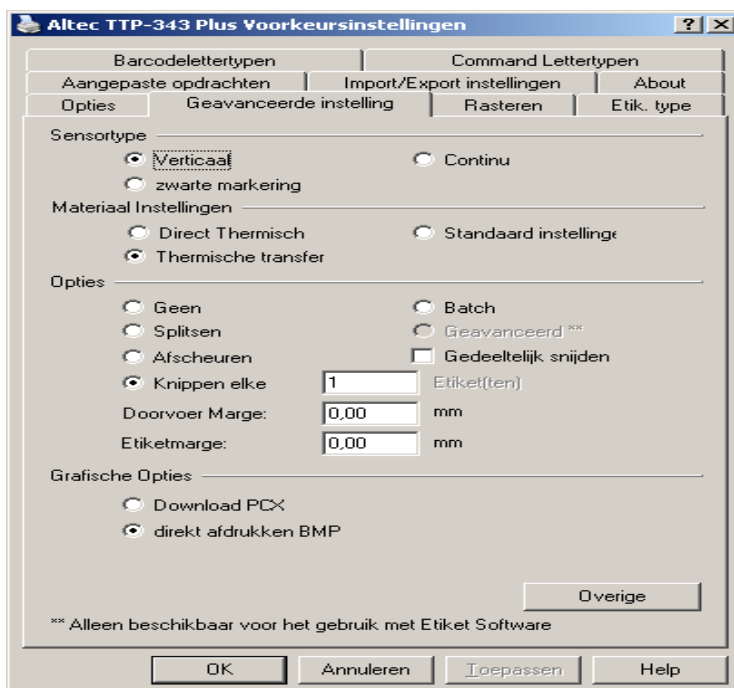 Altec TTP-343 Plus Voorkeursinstellingen
Barcodelettertypen Command Lettertypen
Aangepaste opdrachten Import/Export instellingen About
Opties Geavanceerde instelling Rasteren Etik. type
Sensortype
Verticaal Continu
zwarte markering
Materiaal Instellingen
Direct Thermisch Standaard instellinge
Thermische transfer
Opties
Geen Batch
Splitsen Geavanceerd **
Afscheuren Gedeeltelijk snijden
Knippen elke 1 Etiket(ten)
Doorvoer Marge: 0,00 mm
Etiketmarge: 0,00 mm
Grafische Opties
Download PCX
direkt afdrukken BMP
Overige
** Alleen beschikbaar voor het gebruik met Etiket Software
OK Annuleren Toepassen Help